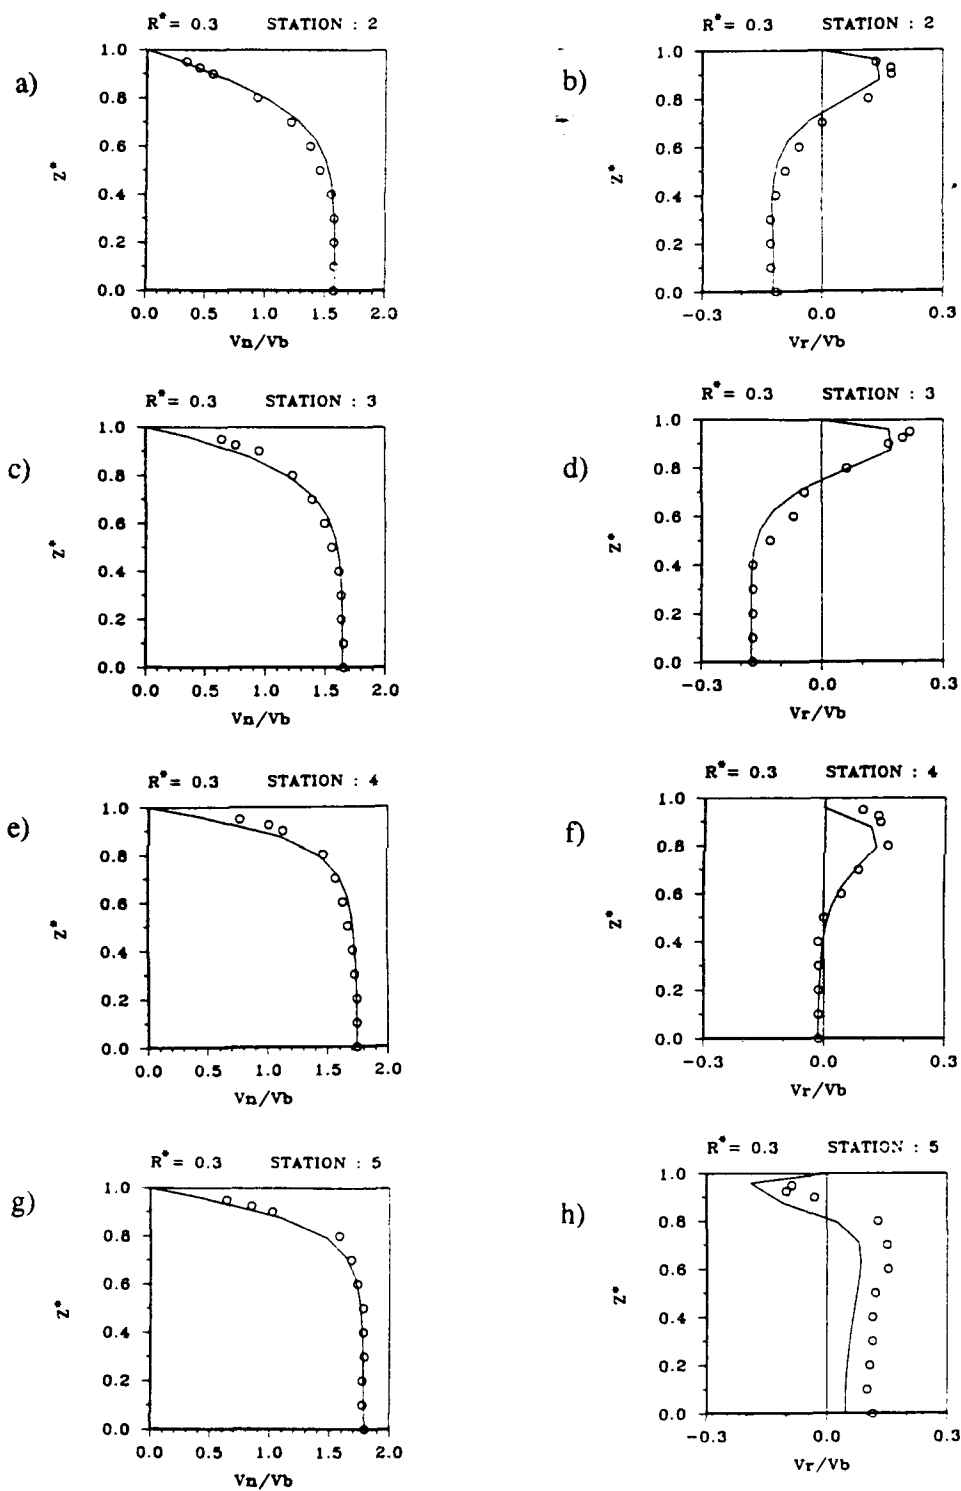 R*= 0.3 STATION : 2
a)
1.0
0.8
0.6
Z*
0.4
0.2
0.0
0.0 0.5 1.0 1.5 2.0
Vn/Vb
R*= 0.3 STATION : 2
b)
1.0
0.8
0.6
Z*
0.4
0.2
0.0
-0.3 0.0 0.3
Vr/Vb
R*= 0.3 STATION : 3
c)
1.0
0.8
0.6
Z*
0.4
0.2
0.0
0.0 0.5 1.0 1.5 2.0
Vn/Vb
R*= 0.3 STATION : 3
d)
1.0
0.8
0.6
Z*
0.4
0.2
0.0
-0.3 0.0 0.3
Vr/Vb
R*= 0.3 STATION : 4
e)
1.0
0.8
0.6
Z*
0.4
0.2
0.0
0.0 0.5 1.0 1.5 2.0
Vn/Vb
R*= 0.3 STATION : 4
f)
1.0
0.8
0.6
Z*
0.4
0.2
0.0
-0.3 0.0 0.3
Vr/Vb
R*= 0.3 STATION : 5
g)
1.0
0.8
0.6
Z*
0.4
0.2
0.0
0.0 0.5 1.0 1.5 2.0
Vn/Vb
R*= 0.3 STATION : 5
h)
1.0
0.8
0.6
Z*
0.4
0.2
0.0
-0.3 0.0 0.3
Vr/Vb